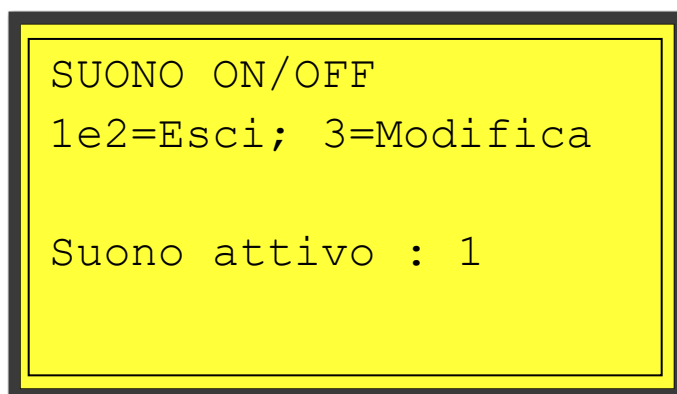 SUONO ON/OFF
1e2=Esci; 3=Modifica
Suono attivo : 1